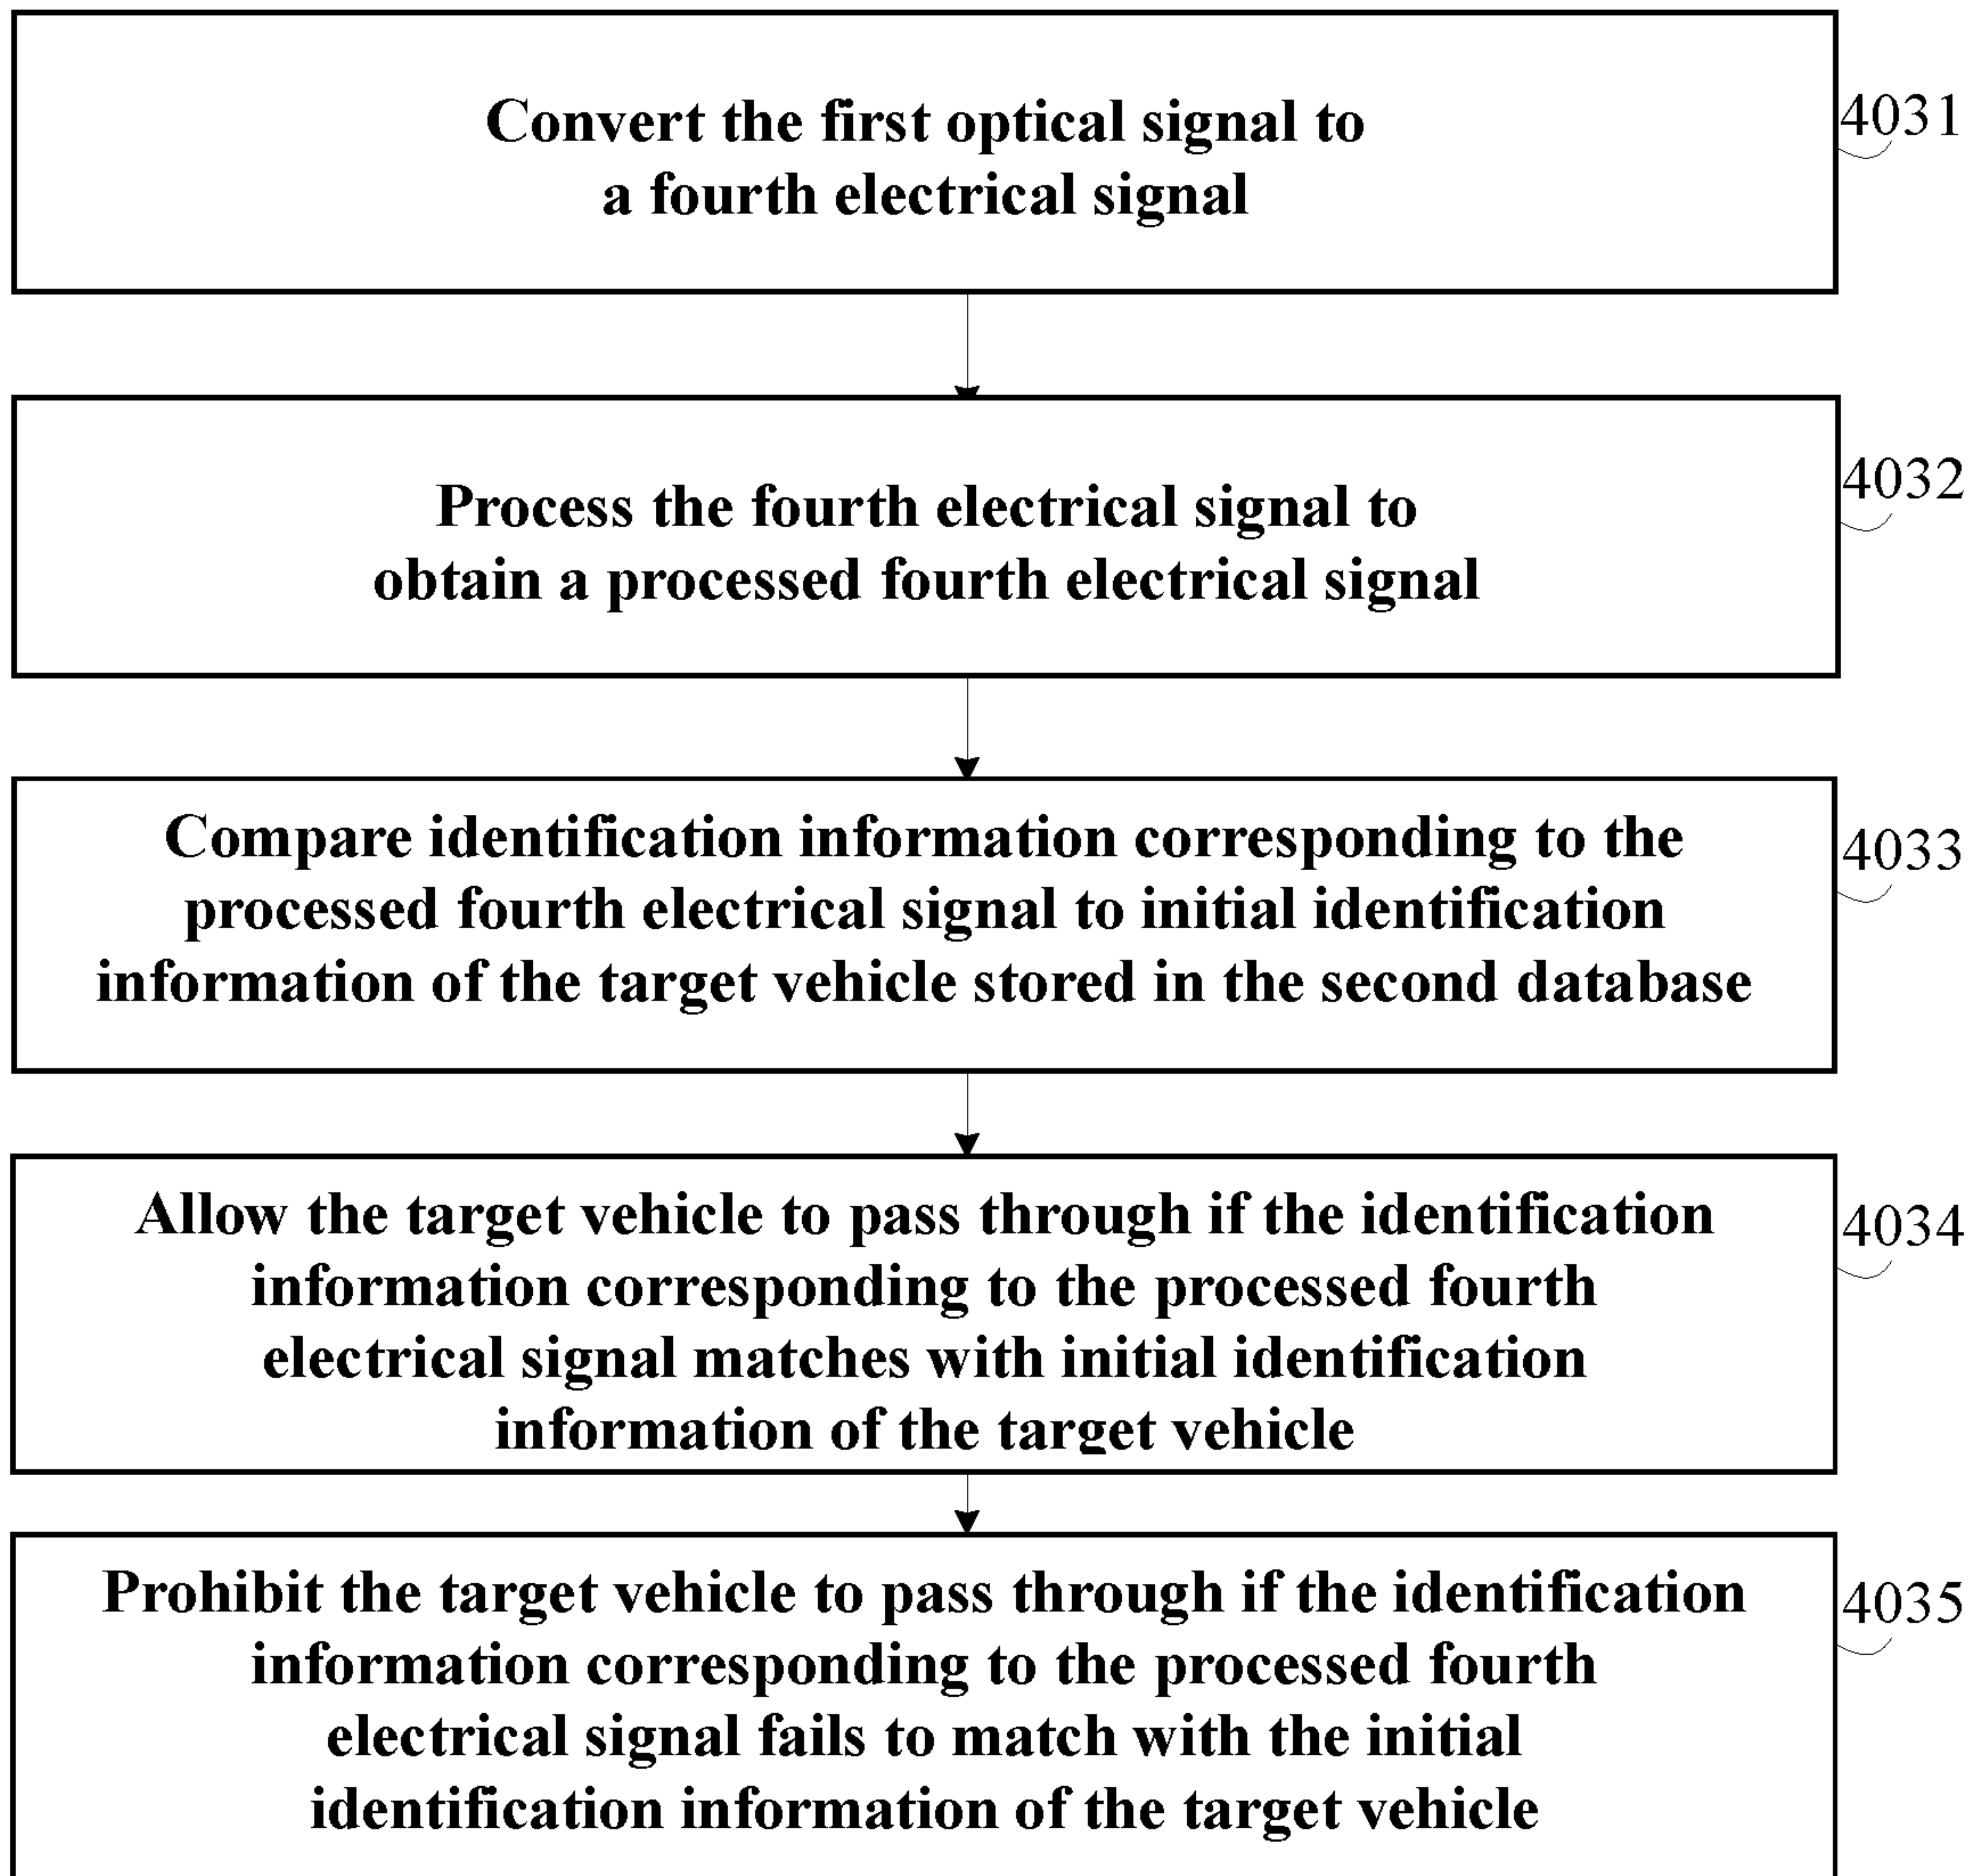 Convert the first optical signal to
a fourth electrical signal
4031
Process the fourth electrical signal to
obtain a processed fourth electrical signal
4032
Compare identification information corresponding to the
processed fourth electrical signal to initial identification
information of the target vehicle stored in the second database
4033
Allow the target vehicle to pass through if the identification
information corresponding to the processed fourth
electrical signal matches with initial identification
information of the target vehicle
4034
Prohibit the target vehicle to pass through if the identification
information corresponding to the processed fourth
electrical signal fails to match with the initial
identification information of the target vehicle
4035